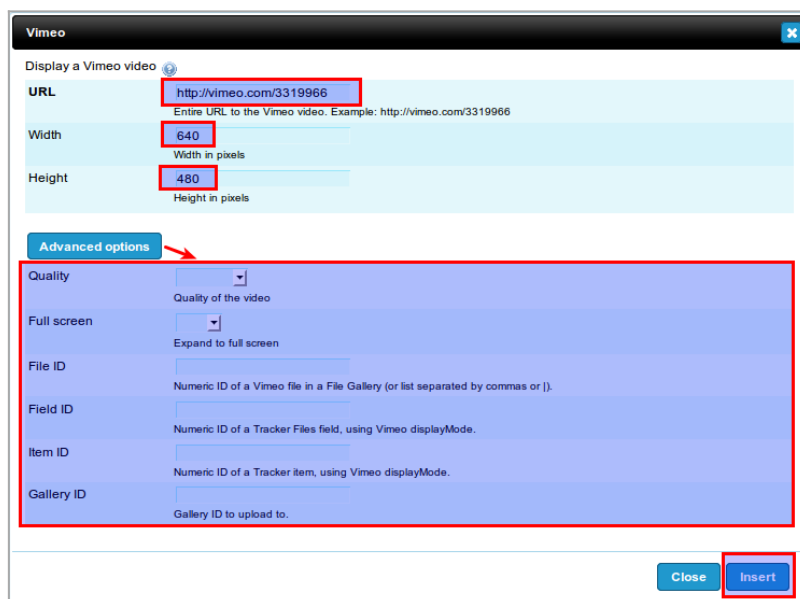 Vimeo
Display a Vimeo video
URL
http://vimeo.com/3319966
Entire URL to the Vimeo video. Example: http://vimeo.com/3319966
Width
640
Width in pixels
Height
480
Height in pixels
Advanced options
Quality
Quality of the video
Full screen
Expand to full screen
File ID
Numeric ID of a Vimeo file in a File Gallery (or list separated by commas or |).
Field ID
Numeric ID of a Tracker Files field, using Vimeo displayMode.
Item ID
Numeric ID of a Tracker item, using Vimeo displayMode.
Gallery ID
Gallery ID to upload to.
Close
Insert